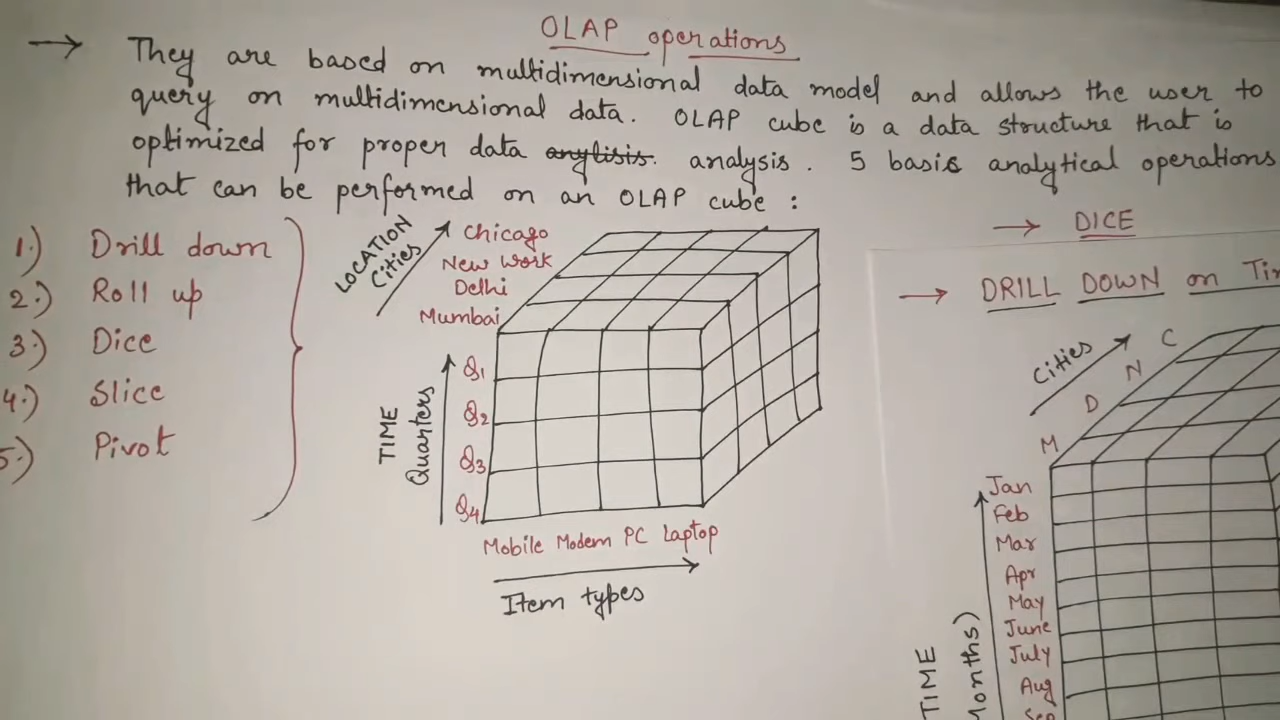 OLAP operations
→ They are based on multidimensional data model and allows the user to
query on multidimensional data. OLAP cube is a data structure that is
optimized for proper data anylisis. analysis. 5 basic analytical operations
that can be performed on an OLAP cube :
1.) Drill down
2.) Roll up
3.) Dice
4.) Slice
5.) Pivot
LOCATION
Cities
Chicago
New Work
Delhi
Mumbai
TIME
Quarters
Q1
Q2
Q3
Q4
Mobile Modem PC Laptop
Item types
→ DICE
→ DRILL DOWN on Tim
Cities
C
N
D
M
Jan
Feb
Mar
Apr
May
June
July
Aug
Sep
TIME
Months)